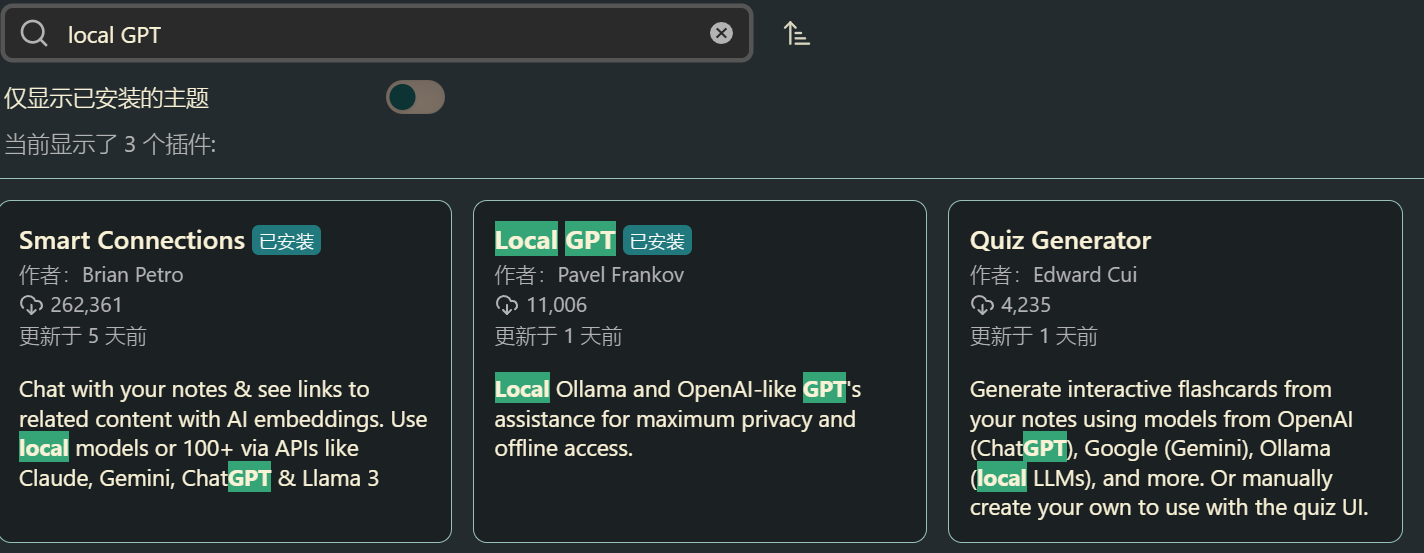 local GPT
仅显示已安装的主题
当前显示了 3 个插件:
Smart Connections 已安装
作者：Brian Petro
262,361
更新于 5 天前
Chat with your notes & see links to
related content with AI embeddings. Use
local models or 100+ via APIs like
Claude, Gemini, ChatGPT & Llama 3
Local GPT 已安装
作者：Pavel Frankov
11,006
更新于 1 天前
Local Ollama and OpenAI-like GPT's
assistance for maximum privacy and
offline access.
Quiz Generator
作者：Edward Cui
4,235
更新于 1 天前
Generate interactive flashcards from
your notes using models from OpenAI
(ChatGPT), Google (Gemini), Ollama
(local LLMs), and more. Or manually
create your own to use with the quiz UI.